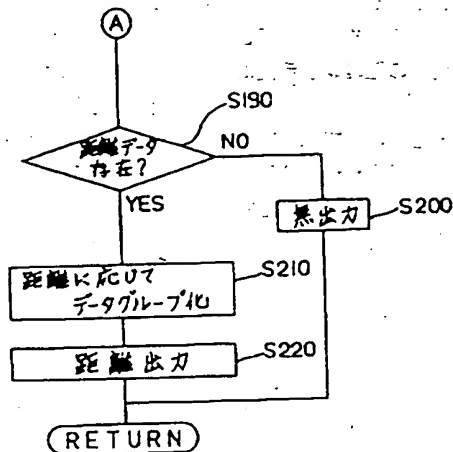 A
S190
距離データ
存在?
NO
YES
無出力
S200
距離に応じて
データグループ化
S210
距離出力
S220
RETURN